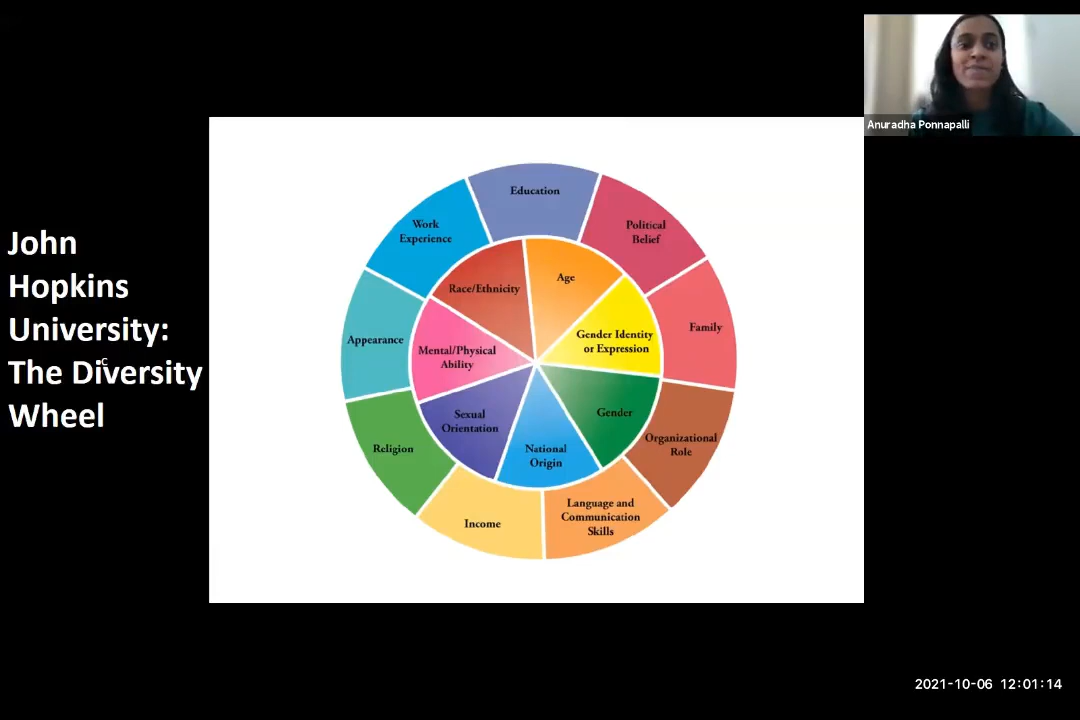 Anuradha Ponnapalli
John
Hopkins
University:
The Diversity
Wheel
Education
Political
Belief
Family
Organizational
Role
Language and
Communication
Skills
Income
Religion
Appearance
Work
Experience
Age
Gender Identity
or Expression
Gender
National
Origin
Sexual
Orientation
Mental/Physical
Ability
Race/Ethnicity
2021-10-06 12:01:14